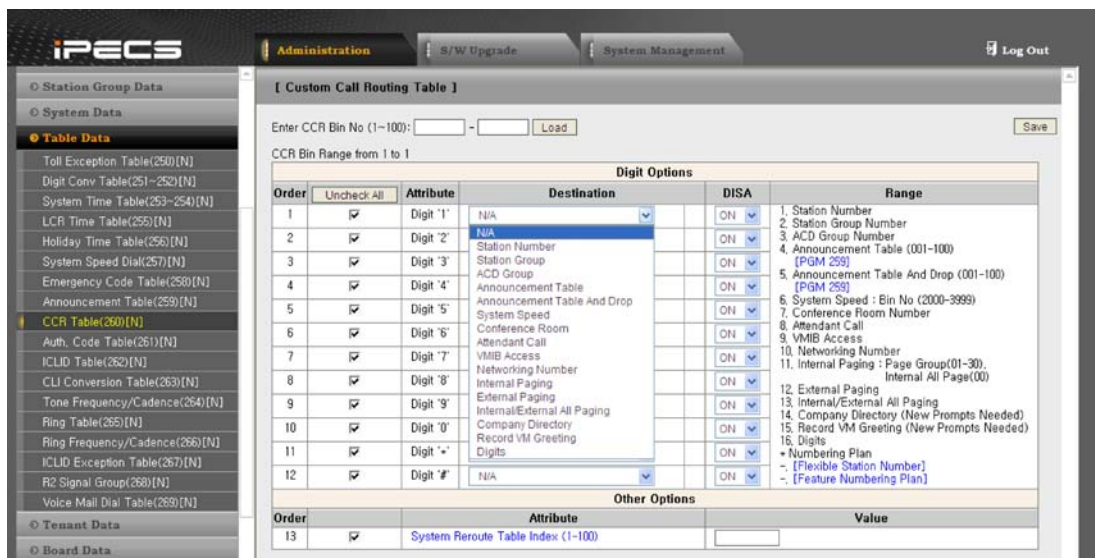 iPECS
Administration
S/W Upgrade
System Management
Log Out
Station Group Data
System Data
Table Data
Toll Exception Table(250)[N]
Digit Conv Table(251~252)[N]
System Time Table(253~254)[N]
LCR Time Table(255)[N]
Holiday Time Table(256)[N]
System Speed Dial(257)[N]
Emergency Code Table(258)[N]
Announcement Table(259)[N]
CCR Table(260)[N]
Auth. Code Table(261)[N]
ICLID Table(262)[N]
CLI Conversion Table(263)[N]
Tone Frequency/Cadence(264)[N]
Ring Table(265)[N]
Ring Frequency/Cadence(266)[N]
ICLID Exception Table(267)[N]
R2 Signal Group(268)[N]
Voice Mail Dial Table(269)[N]
Tenant Data
Board Data
[ Custom Call Routing Table ]
Enter CCR Bin No (1~100): - Load Save
CCR Bin Range from 1 to 1
Digit Options
Order Uncheck All Attribute Destination DISA Range
1 Digit '1' N/A ON
2 Digit '2' ON
3 Digit '3' ON
4 Digit '4' ON
5 Digit '5' ON
6 Digit '6' ON
7 Digit '7' ON
8 Digit '8' ON
9 Digit '9' ON
10 Digit '0' ON
11 Digit '*' ON
12 Digit '#' N/A ON
N/A
Station Number
Station Group
ACD Group
Announcement Table
Announcement Table And Drop
System Speed
Conference Room
Attendant Call
VMIB Access
Networking Number
Internal Paging
External Paging
Internal/External All Paging
Company Directory
Record VM Greeting
Digits
1, Station Number
2, Station Group Number
3, ACD Group Number
4, Announcement Table (001-100)
[PGM 259]
5, Announcement Table And Drop (001-100)
[PGM 259]
6, System Speed : Bin No (2000-3999)
7, Conference Room Number
8, Attendant Call
9, VMIB Access
10, Networking Number
11, Internal Paging : Page Group(01-30),
Internal All Page(00)
12, External Paging
13, Internal/External All Paging
14, Company Directory (New Prompts Needed)
15, Record VM Greeting (New Prompts Needed)
16, Digits
* Numbering Plan
-, [Flexible Station Number]
-, [Feature Numbering Plan]
Other Options
Order Attribute Value
13 System Reroute Table Index (1-100)